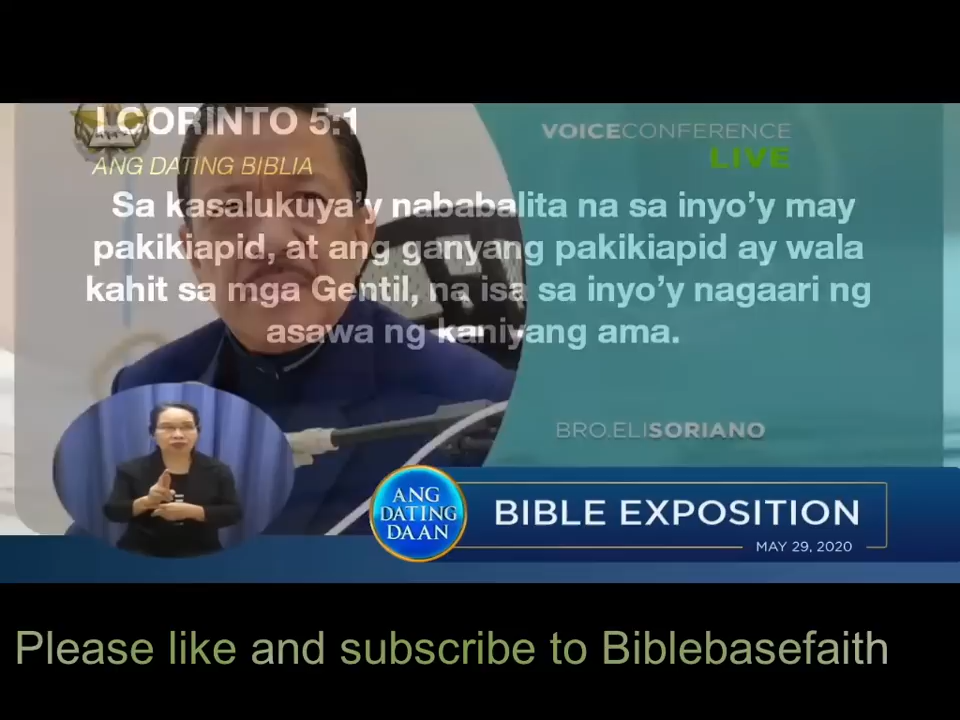 I CORINTO 5:1
ANG DATING BIBLIA
Sa kasalukuya'y nababalita na sa inyo'y may
pakikiapid, at ang ganyang pakikiapid ay wala
kahit sa mga Gentil, na isa sa inyo'y nagaari ng
asawa ng kaniyang ama.
VOICECONFERENCE
LIVE
BRO.ELISORIANO
ANG
DATING
DAAN
BIBLE EXPOSITION
MAY 29, 2020
Please like and subscribe to Biblebasefaith